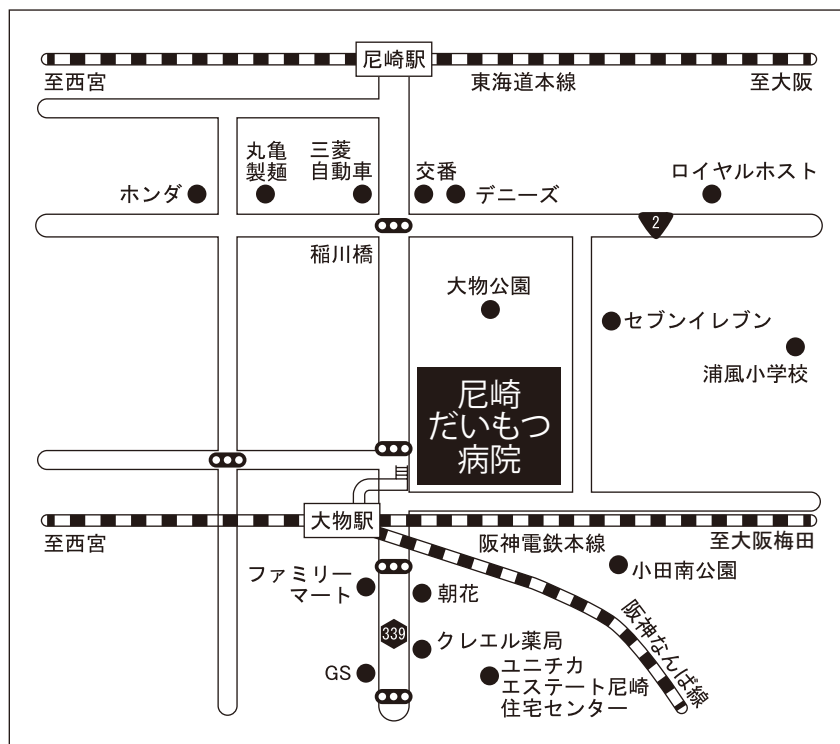 尼崎駅
至西宮
東海道本線
至大阪
丸亀
製麺
三菱
自動車
交番
ロイヤルホスト
ホンダ
デニーズ
2
稲川橋
大物公園
セブンイレブン
浦風小学校
尼崎
だいもつ
病院
大物駅
至西宮
阪神電鉄本線
至大阪梅田
小田南公園
ファミリー
マート
朝花
阪神なんば線
339
クレエル薬局
GS
ユニチカ
エステート尼崎
住宅センター